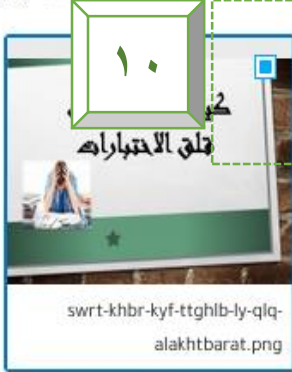 ١٠
قلق الاختبارات
swrt-khbr-kyf-ttghlb-ly-qlq-
alakhtbarat.png